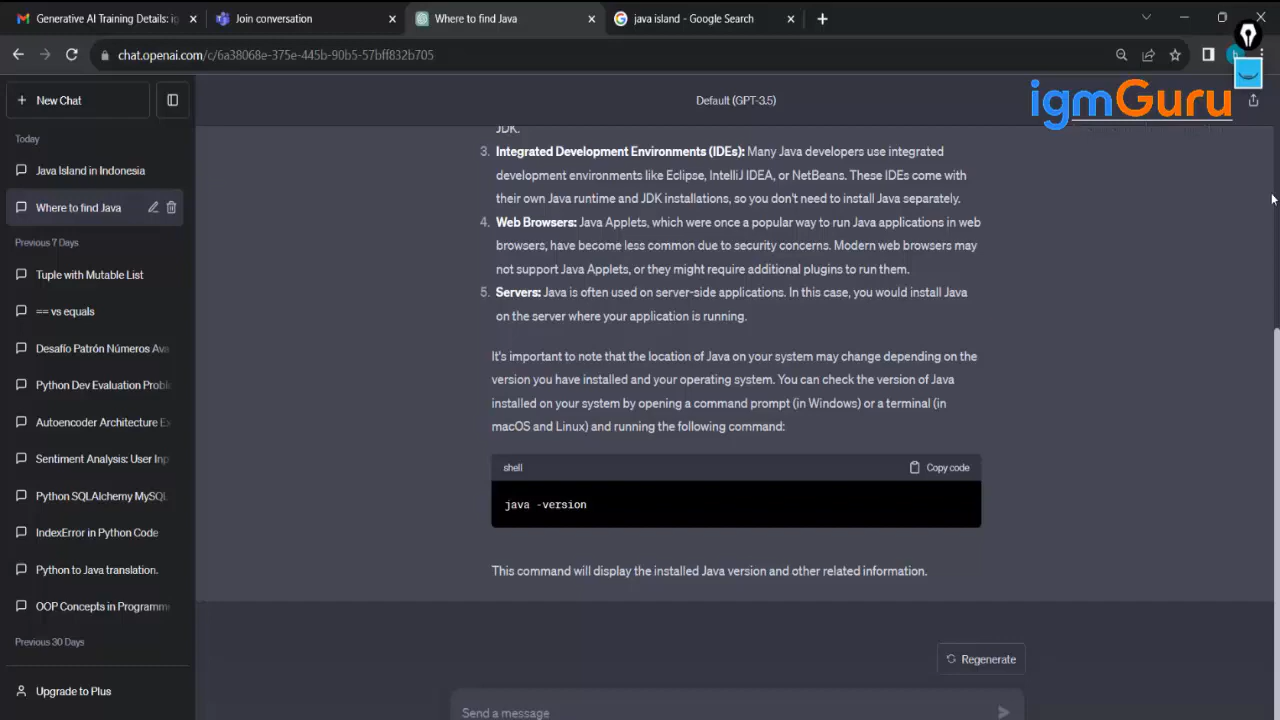 Generative AI Training Details: ig
Join conversation
Where to find Java
java island - Google Search
chat.openai.com/c/6a38068e-375e-445b-90b5-57bff832b705
New Chat
Default (GPT-3.5)
igmGuru
Today
Java Island in Indonesia
Where to find Java
Previous 7 Days
Tuple with Mutable List
== vs equals
Desafío Patrón Números Ava
Python Dev Evaluation Probl
Autoencoder Architecture Ex
Sentiment Analysis: User Inp
Python SQLAlchemy MySQL
IndexError in Python Code
Python to Java translation.
OOP Concepts in Programm
Previous 30 Days
Upgrade to Plus
JDK.
3. Integrated Development Environments (IDEs): Many Java developers use integrated
development environments like Eclipse, IntelliJ IDEA, or NetBeans. These IDEs come with
their own Java runtime and JDK installations, so you don't need to install Java separately.
4. Web Browsers: Java Applets, which were once a popular way to run Java applications in web
browsers, have become less common due to security concerns. Modern web browsers may
not support Java Applets, or they might require additional plugins to run them.
5. Servers: Java is often used on server-side applications. In this case, you would install Java
on the server where your application is running.
It's important to note that the location of Java on your system may change depending on the
version you have installed and your operating system. You can check the version of Java
installed on your system by opening a command prompt (in Windows) or a terminal (in
macOS and Linux) and running the following command:
shell
Copy code
java -version
This command will display the installed Java version and other related information.
Regenerate
Send a message